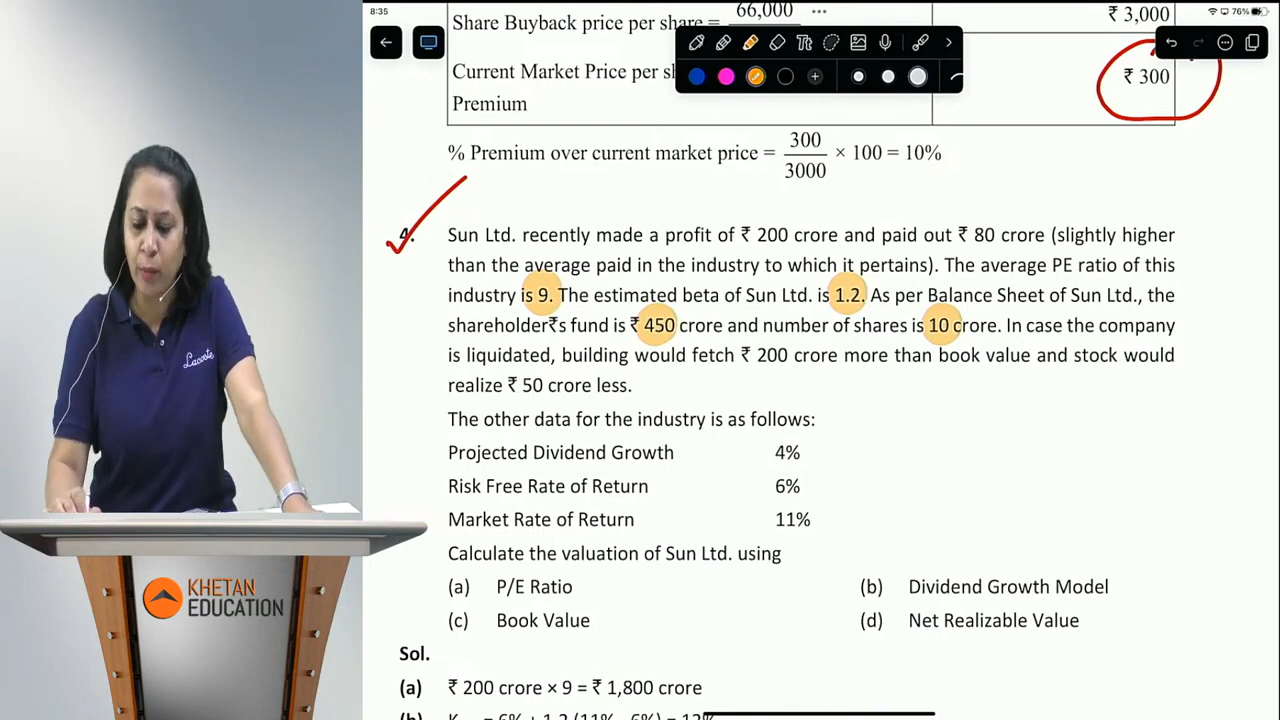 8:35
76%
66,000
Share Buyback price per share =
₹ 3,000
Current Market Price per
Premium
₹ 300
% Premium over current market price = 300/3000 × 100 = 10%
4. Sun Ltd. recently made a profit of ₹ 200 crore and paid out ₹ 80 crore (slightly higher
than the average paid in the industry to which it pertains). The average PE ratio of this
industry is 9. The estimated beta of Sun Ltd. is 1.2. As per Balance Sheet of Sun Ltd., the
shareholder₹s fund is ₹ 450 crore and number of shares is 10 crore. In case the company
is liquidated, building would fetch ₹ 200 crore more than book value and stock would
realize ₹ 50 crore less.
The other data for the industry is as follows:
Projected Dividend Growth 4%
Risk Free Rate of Return 6%
Market Rate of Return 11%
Calculate the valuation of Sun Ltd. using
(a) P/E Ratio (b) Dividend Growth Model
(c) Book Value (d) Net Realizable Value
Sol.
(a) ₹ 200 crore × 9 = ₹ 1,800 crore
Lacoste
KHETAN
EDUCATION